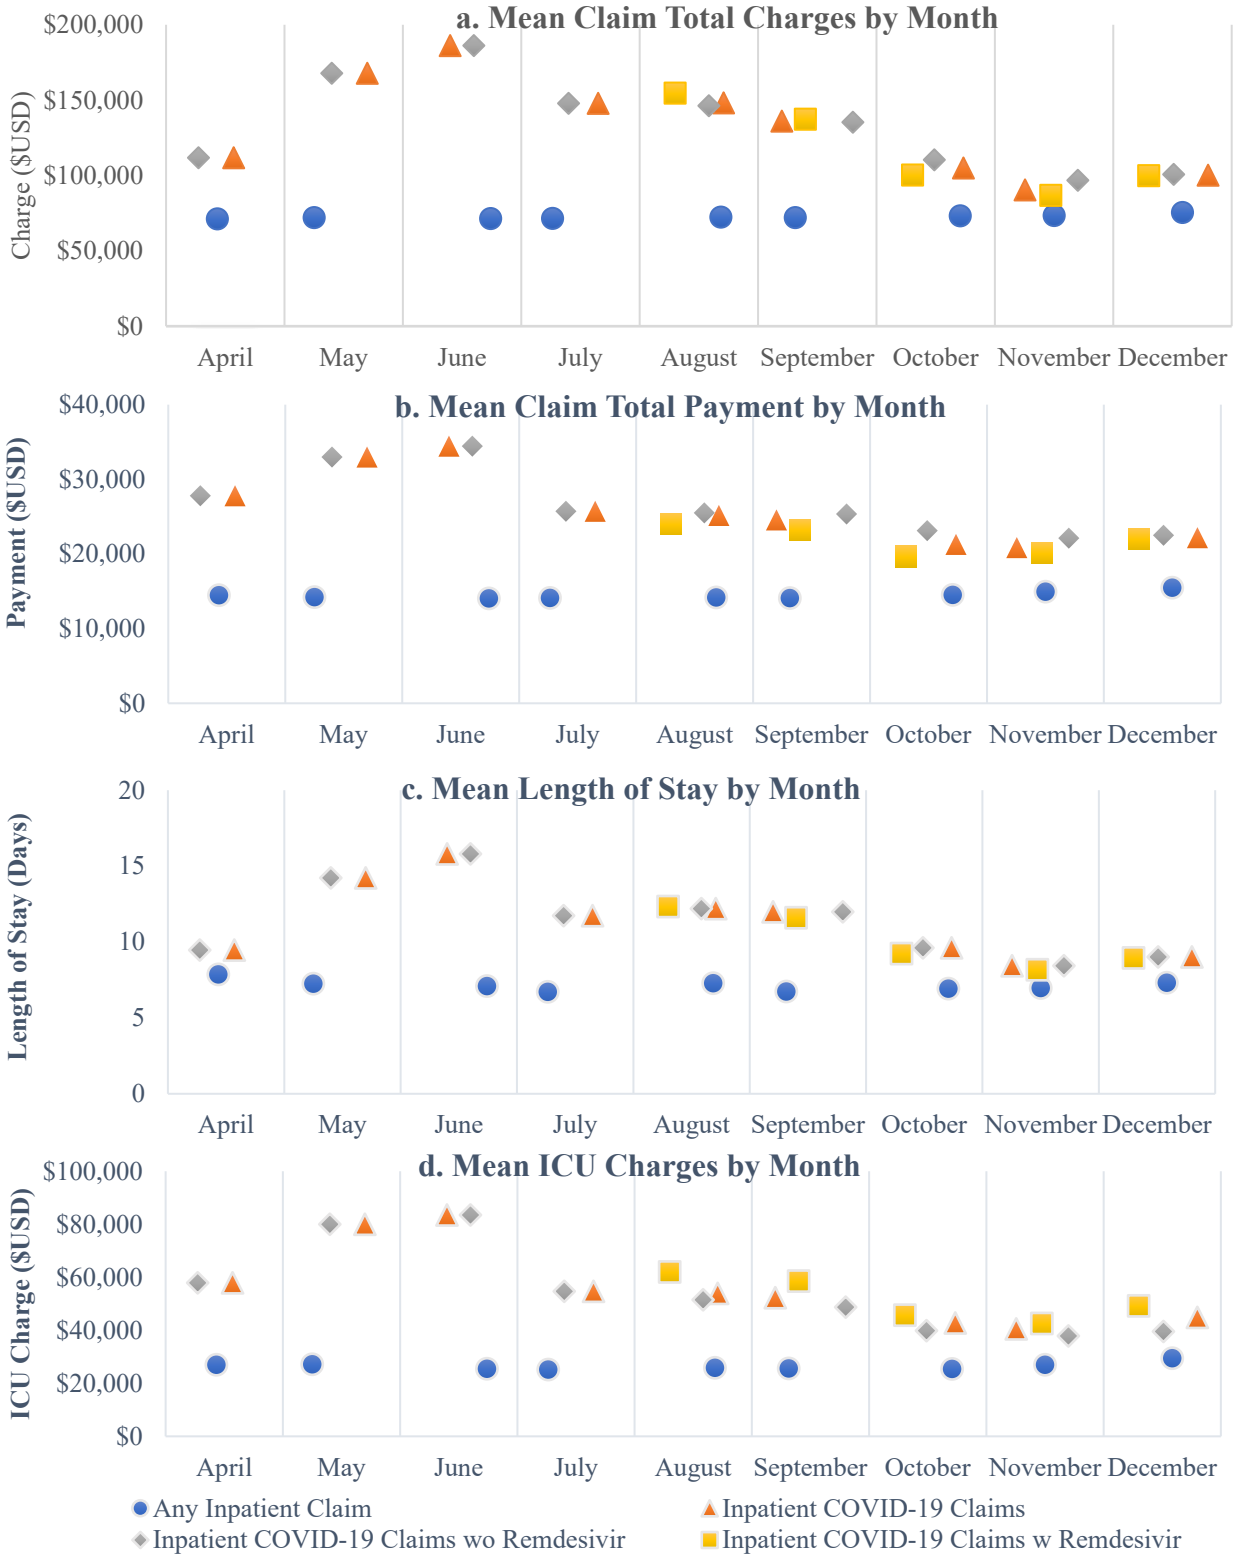 a. Mean Claim Total Charges by Month
Charge ($USD)
$200,000
$150,000
$100,000
$50,000
$0
April May June July August September October November December
b. Mean Claim Total Payment by Month
Payment ($USD)
$40,000
$30,000
$20,000
$10,000
$0
April May June July August September October November December
c. Mean Length of Stay by Month
Length of Stay (Days)
20
15
10
5
0
April May June July August September October November December
d. Mean ICU Charges by Month
ICU Charge ($USD)
$100,000
$80,000
$60,000
$40,000
$20,000
$0
April May June July August September October November December
Any Inpatient Claim Inpatient COVID-19 Claims
Inpatient COVID-19 Claims wo Remdesivir Inpatient COVID-19 Claims w Remdesivir